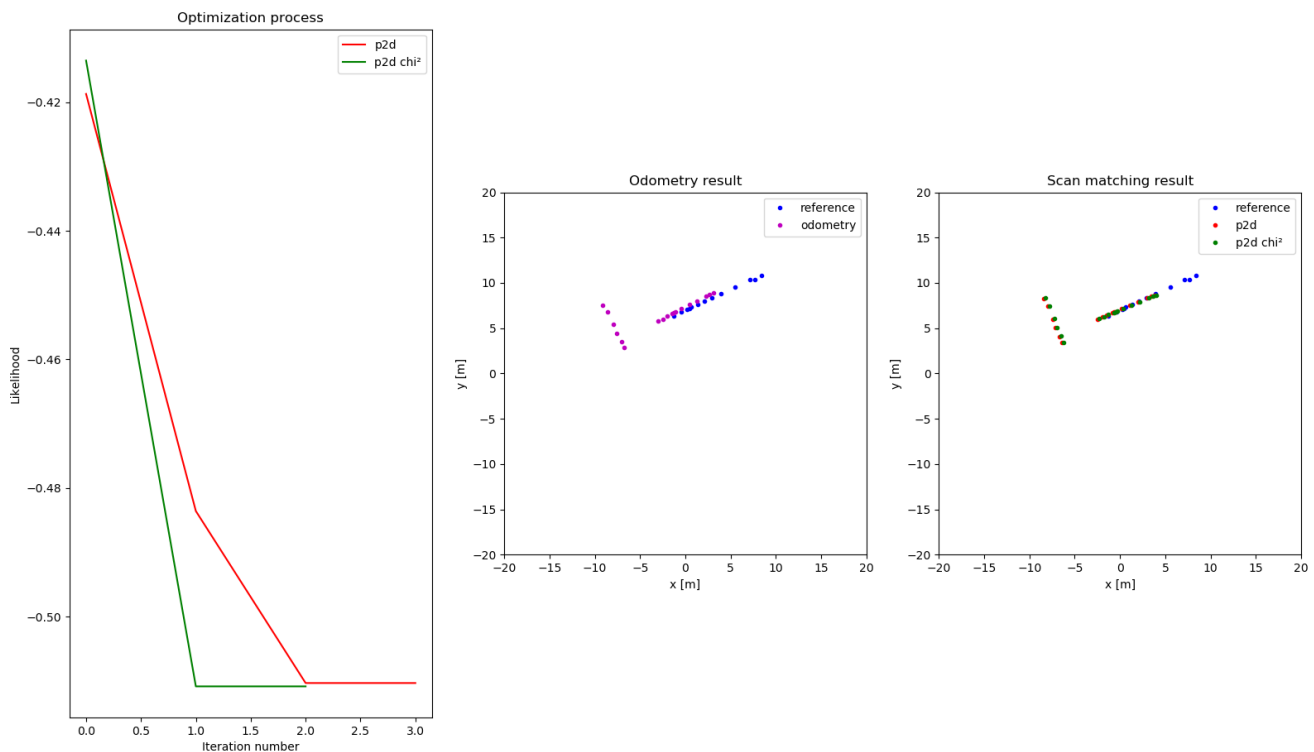 Optimization process
p2d
p2d chi²
−0.42
−0.44
−0.46
−0.48
−0.50
Likelihood
0.0 0.5 1.0 1.5 2.0 2.5 3.0
Iteration number
Odometry result
reference
odometry
20
15
10
5
0
−5
−10
−15
−20
y [m]
−20 −15 −10 −5 0 5 10 15 20
x [m]
Scan matching result
reference
p2d
p2d chi²
20
15
10
5
0
−5
−10
−15
−20
y [m]
−20 −15 −10 −5 0 5 10 15 20
x [m]